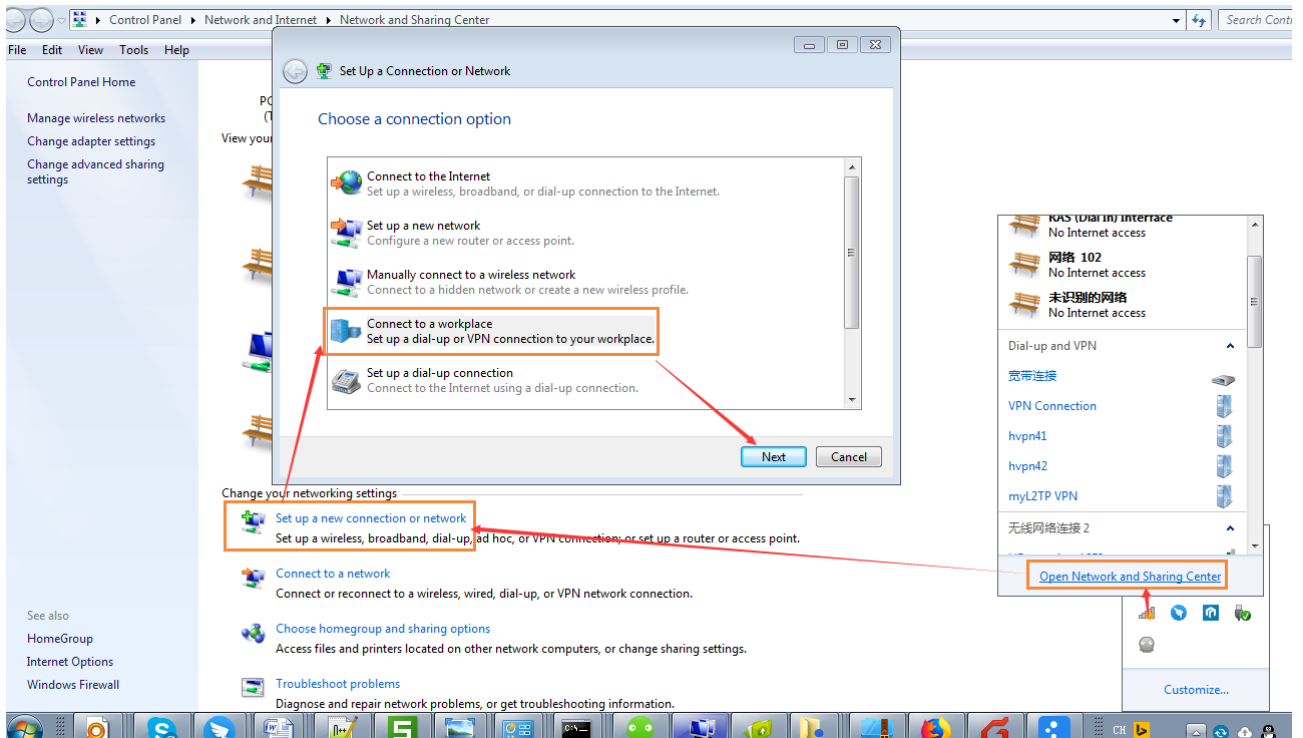 Control Panel ▸ Network and Internet ▸ Network and Sharing Center
Search Cont
File Edit View Tools Help
Control Panel Home
Manage wireless networks
Change adapter settings
Change advanced sharing
settings
See also
HomeGroup
Internet Options
Windows Firewall
View your
Set Up a Connection or Network
Choose a connection option
Connect to the Internet
Set up a wireless, broadband, or dial-up connection to the Internet.
Set up a new network
Configure a new router or access point.
Manually connect to a wireless network
Connect to a hidden network or create a new wireless profile.
Connect to a workplace
Set up a dial-up or VPN connection to your workplace.
Set up a dial-up connection
Connect to the Internet using a dial-up connection.
Next Cancel
Change your networking settings
Set up a new connection or network
Set up a wireless, broadband, dial-up, ad hoc, or VPN connection; or set up a router or access point.
Connect to a network
Connect or reconnect to a wireless, wired, dial-up, or VPN network connection.
Choose homegroup and sharing options
Access files and printers located on other network computers, or change sharing settings.
Troubleshoot problems
Diagnose and repair network problems, or get troubleshooting information.
RAS (Dial In) Interface
No Internet access
网络 102
No Internet access
未识别的网络
No Internet access
Dial-up and VPN
宽带连接
VPN Connection
hvpn41
hvpn42
myL2TP VPN
无线网络连接 2
Open Network and Sharing Center
Customize...
CH